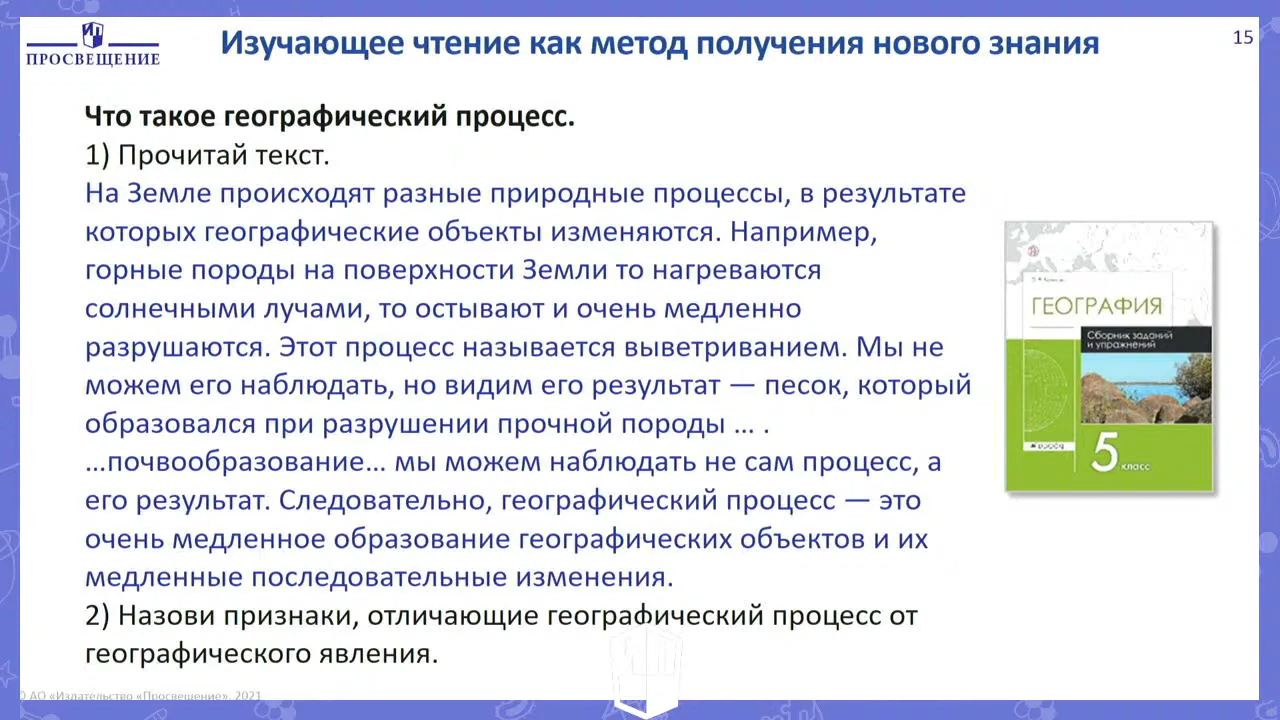 ПРОСВЕЩЕНИЕ
Изучающее чтение как метод получения нового знания
15
Что такое географический процесс.
1) Прочитай текст.
На Земле происходят разные природные процессы, в результате
которых географические объекты изменяются. Например,
горные породы на поверхности Земли то нагреваются
солнечными лучами, то остывают и очень медленно
разрушаются. Этот процесс называется выветриванием. Мы не
можем его наблюдать, но видим его результат — песок, который
образовался при разрушении прочной породы ... .
...почвообразование... мы можем наблюдать не сам процесс, а
его результат. Следовательно, географический процесс — это
очень медленное образование географических объектов и их
медленные последовательные изменения.
2) Назови признаки, отличающие географический процесс от
географического явления.
ГЕОГРАФИЯ
Сборник заданий
и упражнений
5 класс
© АО «Издательство «Просвещение», 2021